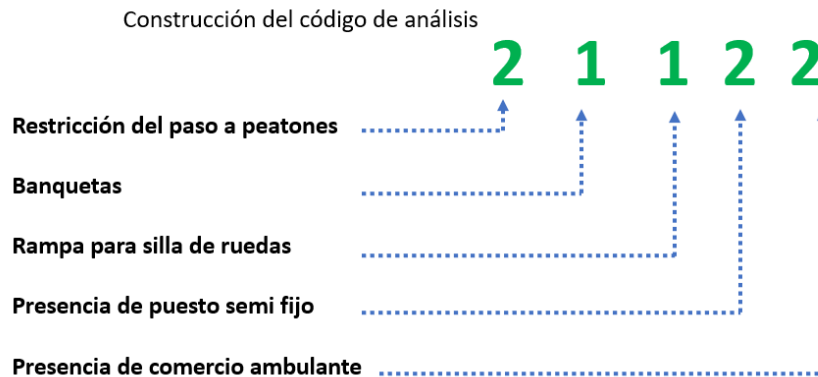 Construcción del código de análisis
2 1 1 2 2
Restricción del paso a peatones
Banquetas
Rampa para silla de ruedas
Presencia de puesto semi fijo
Presencia de comercio ambulante